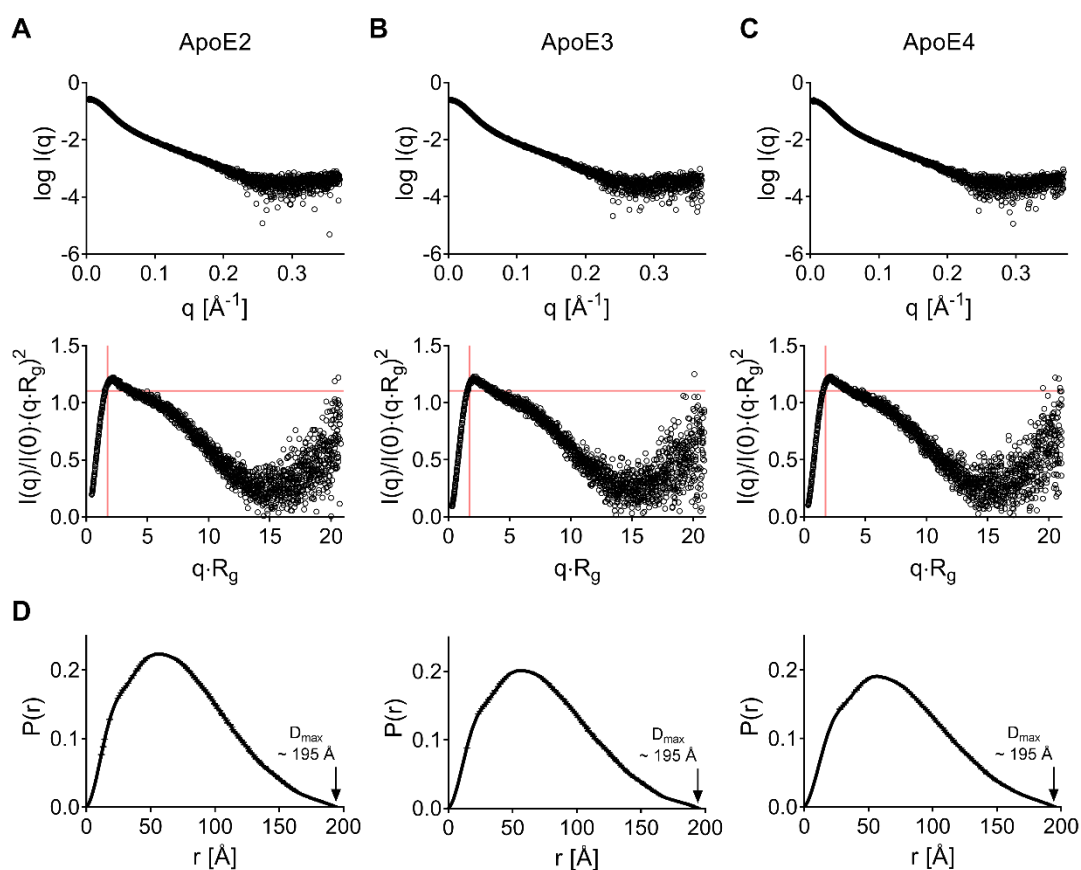 A
ApoE2
B
ApoE3
C
ApoE4
0
-2
-4
-6
log I(q)
0.0 0.1 0.2 0.3
q [Å⁻¹]
0
-2
-4
-6
log I(q)
0.0 0.1 0.2 0.3
q [Å⁻¹]
0
-2
-4
-6
log I(q)
0.0 0.1 0.2 0.3
q [Å⁻¹]
1.5
1.0
0.5
0.0
I(q)/I(0)·(q·Rg)²
0 5 10 15 20
q·Rg
1.5
1.0
0.5
0.0
I(q)/I(0)·(q·Rg)²
0 5 10 15 20
q·Rg
1.5
1.0
0.5
0.0
I(q)/I(0)·(q·Rg)²
0 5 10 15 20
q·Rg
D
0.2
0.1
0.0
P(r)
Dmax
~ 195 Å
0 50 100 150 200
r [Å]
0.2
0.1
0.0
P(r)
Dmax
~ 195 Å
0 50 100 150 200
r [Å]
0.2
0.1
0.0
P(r)
Dmax
~ 195 Å
0 50 100 150 200
r [Å]